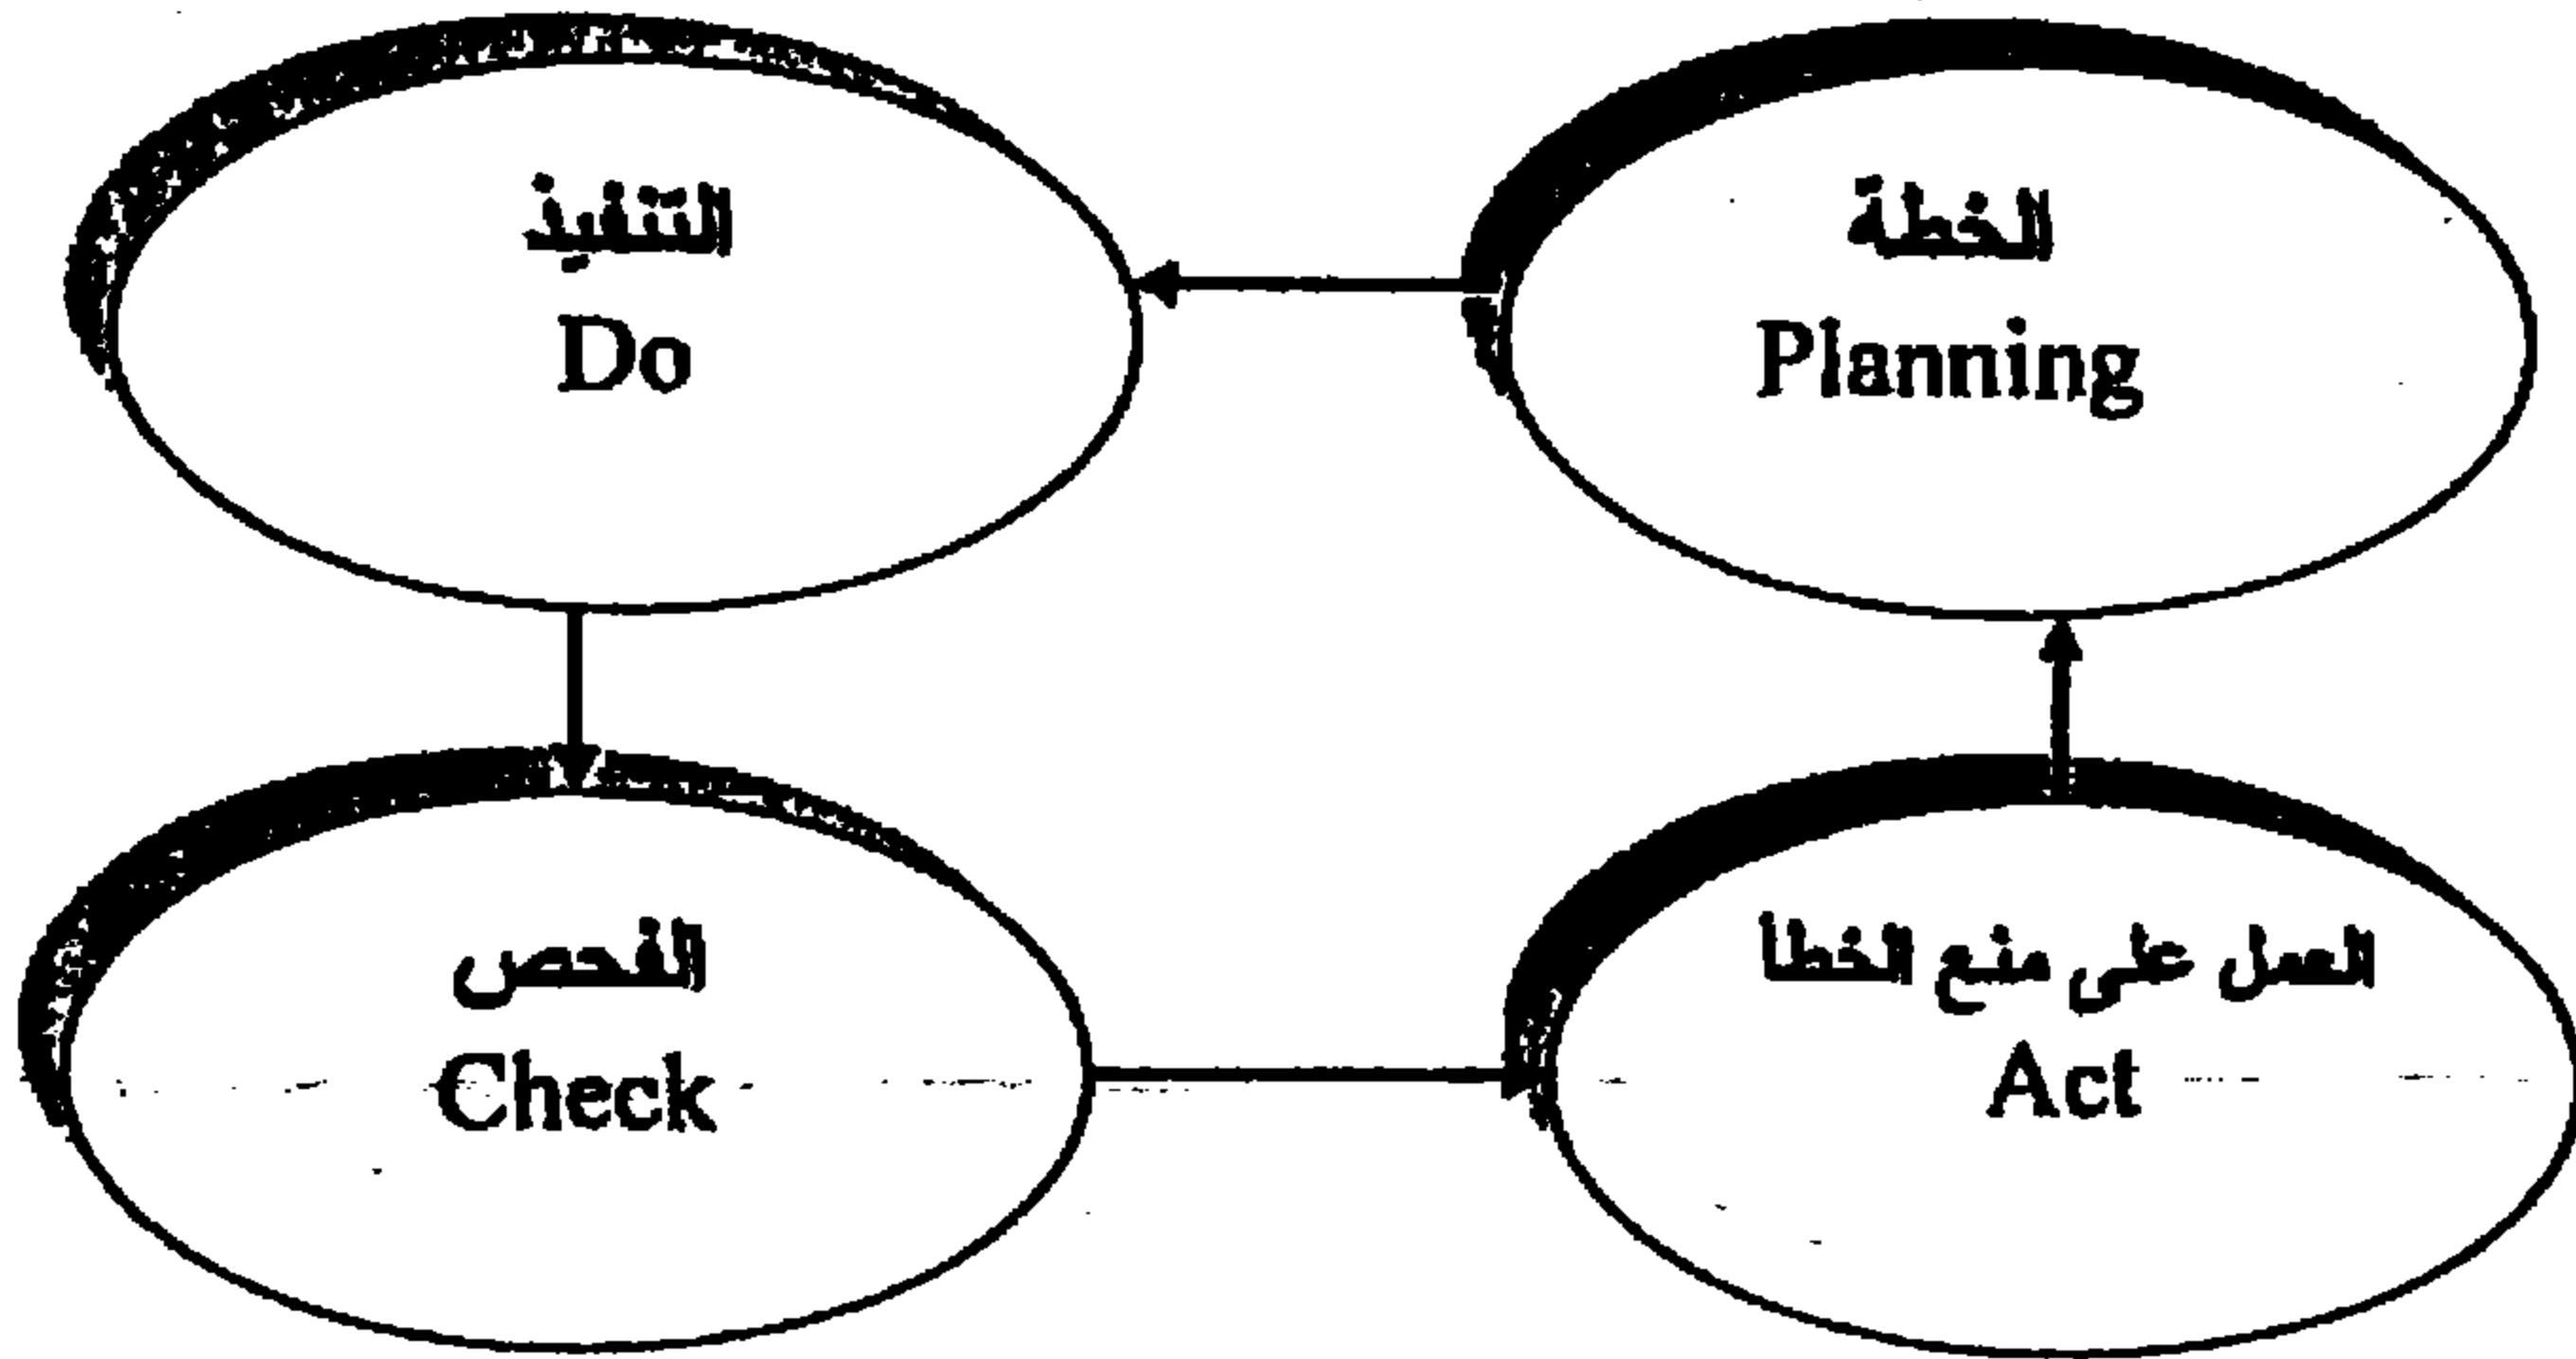 الخطة
Planning
التنفيذ
Do
الفحص
Check
العمل على منع الخطا
Act